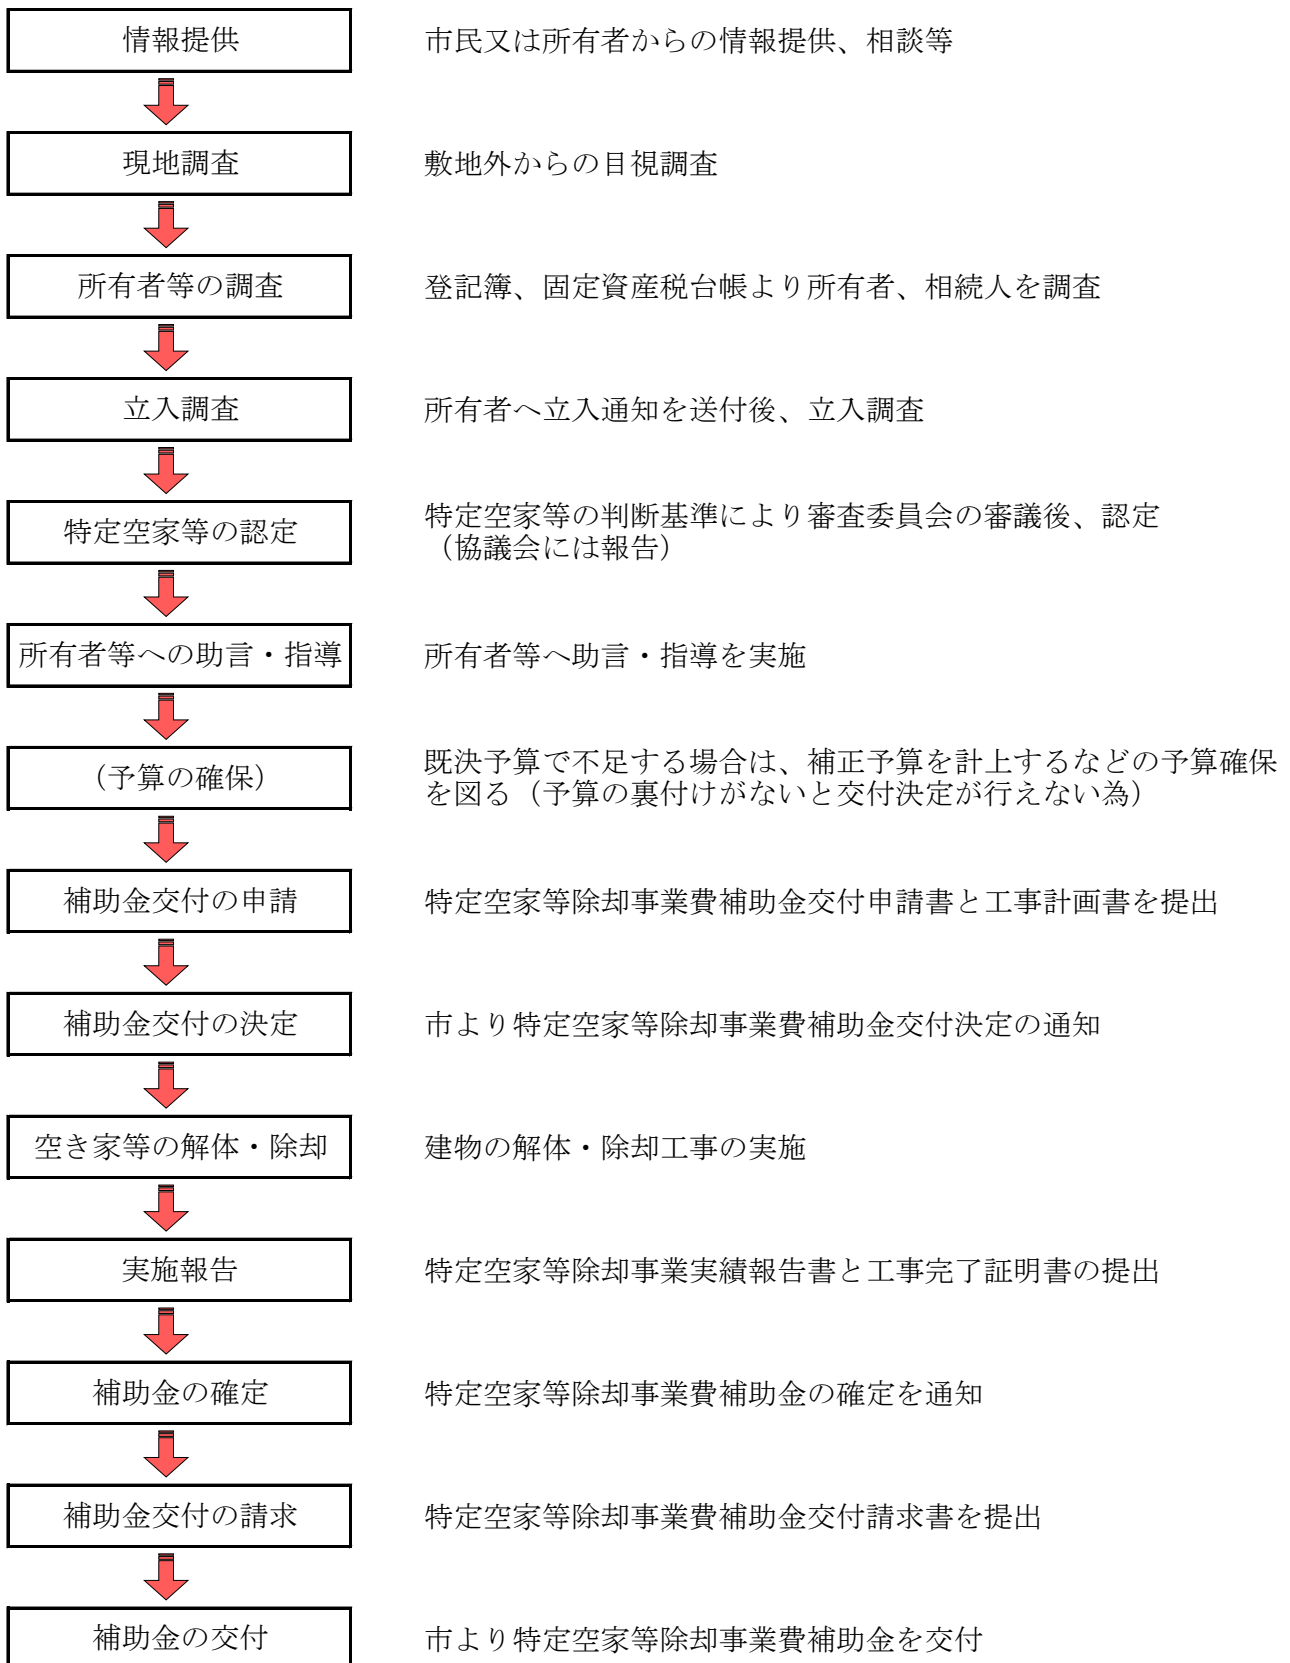 情報提供
市民又は所有者からの情報提供、相談等
現地調査
敷地外からの目視調査
所有者等の調査
登記簿、固定資産税台帳より所有者、相続人を調査
立入調査
所有者へ立入通知を送付後、立入調査
特定空家等の認定
特定空家等の判断基準により審査委員会の審議後、認定
（協議会には報告）
所有者等への助言・指導
所有者等へ助言・指導を実施
（予算の確保）
既決予算で不足する場合は、補正予算を計上するなどの予算確保
を図る（予算の裏付けがないと交付決定が行えない為）
補助金交付の申請
特定空家等除却事業費補助金交付申請書と工事計画書を提出
補助金交付の決定
市より特定空家等除却事業費補助金交付決定の通知
空き家等の解体・除却
建物の解体・除却工事の実施
実施報告
特定空家等除却事業実績報告書と工事完了証明書の提出
補助金の確定
特定空家等除却事業費補助金の確定を通知
補助金交付の請求
特定空家等除却事業費補助金交付請求書を提出
補助金の交付
市より特定空家等除却事業費補助金を交付